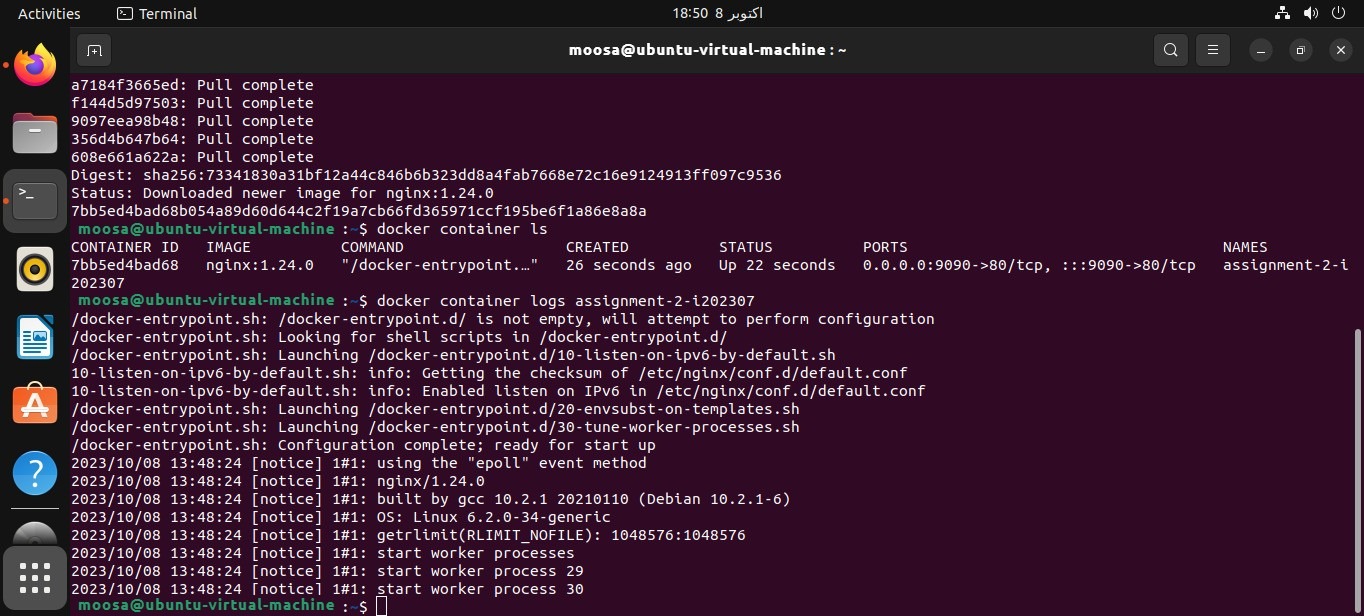 Activities
Terminal
18:50 8 اکتوبر
moosa@ubuntu-virtual-machine: ~
a7184f3665ed: Pull complete
f144d5d97503: Pull complete
9097eea98b48: Pull complete
356d4b647b64: Pull complete
608e661a622a: Pull complete
Digest: sha256:73341830a31bf12a44c846b6b323dd8a4fab7668e72c16e9124913ff097c9536
Status: Downloaded newer image for nginx:1.24.0
7bb5ed4bad68b054a89d60d644c2f19a7cb66fd365971ccf195be6f1a86e8a8a
moosa@ubuntu-virtual-machine:~$ docker container ls
CONTAINER ID   IMAGE          COMMAND                  CREATED          STATUS          PORTS                                   NAMES
7bb5ed4bad68   nginx:1.24.0   "/docker-entrypoint.…"   26 seconds ago   Up 22 seconds   0.0.0.0:9090->80/tcp, :::9090->80/tcp   assignment-2-i
202307
moosa@ubuntu-virtual-machine:~$ docker container logs assignment-2-i202307
/docker-entrypoint.sh: /docker-entrypoint.d/ is not empty, will attempt to perform configuration
/docker-entrypoint.sh: Looking for shell scripts in /docker-entrypoint.d/
/docker-entrypoint.sh: Launching /docker-entrypoint.d/10-listen-on-ipv6-by-default.sh
10-listen-on-ipv6-by-default.sh: info: Getting the checksum of /etc/nginx/conf.d/default.conf
10-listen-on-ipv6-by-default.sh: info: Enabled listen on IPv6 in /etc/nginx/conf.d/default.conf
/docker-entrypoint.sh: Launching /docker-entrypoint.d/20-envsubst-on-templates.sh
/docker-entrypoint.sh: Launching /docker-entrypoint.d/30-tune-worker-processes.sh
/docker-entrypoint.sh: Configuration complete; ready for start up
2023/10/08 13:48:24 [notice] 1#1: using the "epoll" event method
2023/10/08 13:48:24 [notice] 1#1: nginx/1.24.0
2023/10/08 13:48:24 [notice] 1#1: built by gcc 10.2.1 20210110 (Debian 10.2.1-6)
2023/10/08 13:48:24 [notice] 1#1: OS: Linux 6.2.0-34-generic
2023/10/08 13:48:24 [notice] 1#1: getrlimit(RLIMIT_NOFILE): 1048576:1048576
2023/10/08 13:48:24 [notice] 1#1: start worker processes
2023/10/08 13:48:24 [notice] 1#1: start worker process 29
2023/10/08 13:48:24 [notice] 1#1: start worker process 30
moosa@ubuntu-virtual-machine:~$